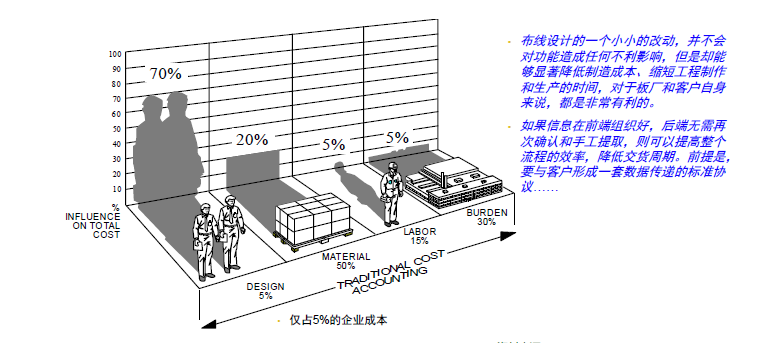 100
90
80
70
60
50
40
30
20
10
%
INFLUENCE
ON TOTAL
COST
70%
20%
5%
5%
DESIGN
5%
MATERIAL
50%
LABOR
15%
BURDEN
30%
TRADITIONAL COST
ACCOUNTING
- 仅占5%的企业成本
- 布线设计的一个小小的改动，并不会
对功能造成任何不利影响，但是却能
够显著降低制造成本、缩短工程制作
和生产的时间，对于板厂和客户自身
来说，都是非常有利的。
- 如果信息在前端组织好，后端无需再
次确认和手工提取，则可以提高整个
流程的效率，降低交货周期。前提是，
要与客户形成一套数据传递的标准协
议……